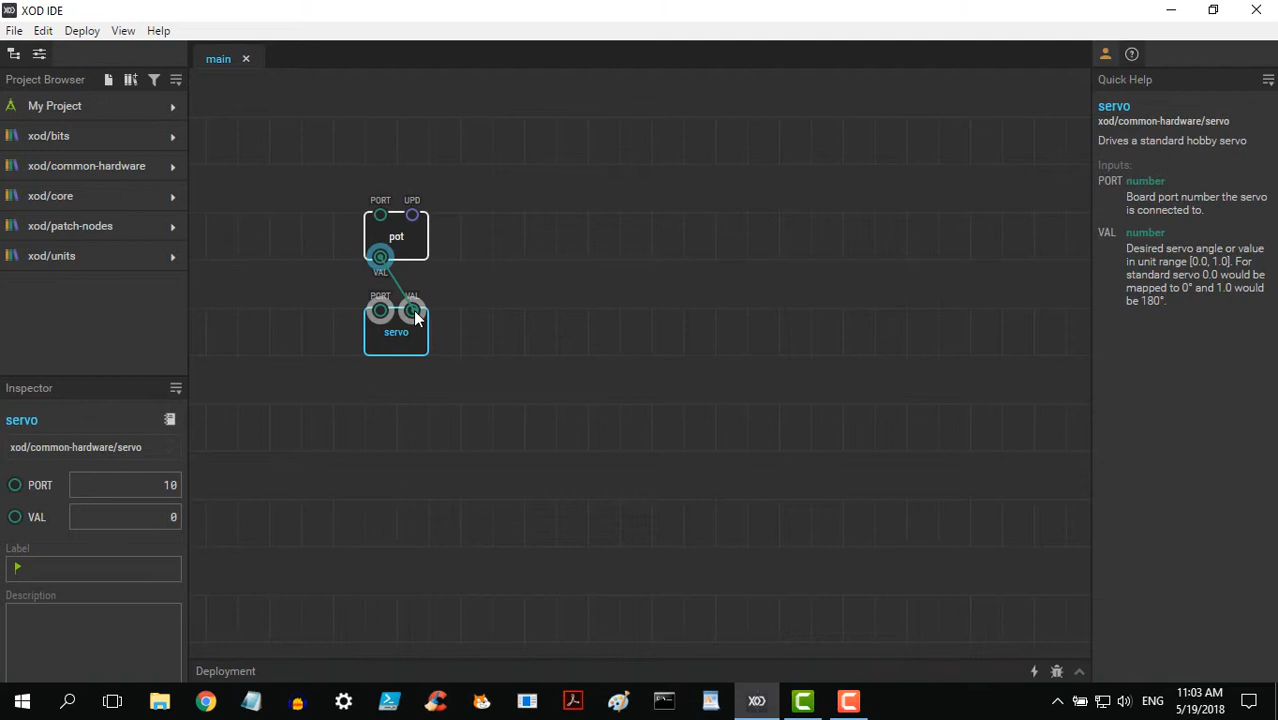 XOD XOD IDE
File Edit Deploy View Help
main
Project Browser
My Project
xod/bits
xod/common-hardware
xod/core
xod/patch-nodes
xod/units
Inspector
servo
xod/common-hardware/servo
PORT 10
VAL 0
Label
Description
PORT UPD
pot
VAL
PORT VAL
servo
Deployment
Quick Help
servo
xod/common-hardware/servo
Drives a standard hobby servo
Inputs:
PORT number
Board port number the servo
is connected to.
VAL number
Desired servo angle or value
in unit range [0.0, 1.0]. For
standard servo 0.0 would be
mapped to 0° and 1.0 would
be 180°.
XOD
ENG
11:03 AM
5/19/2018